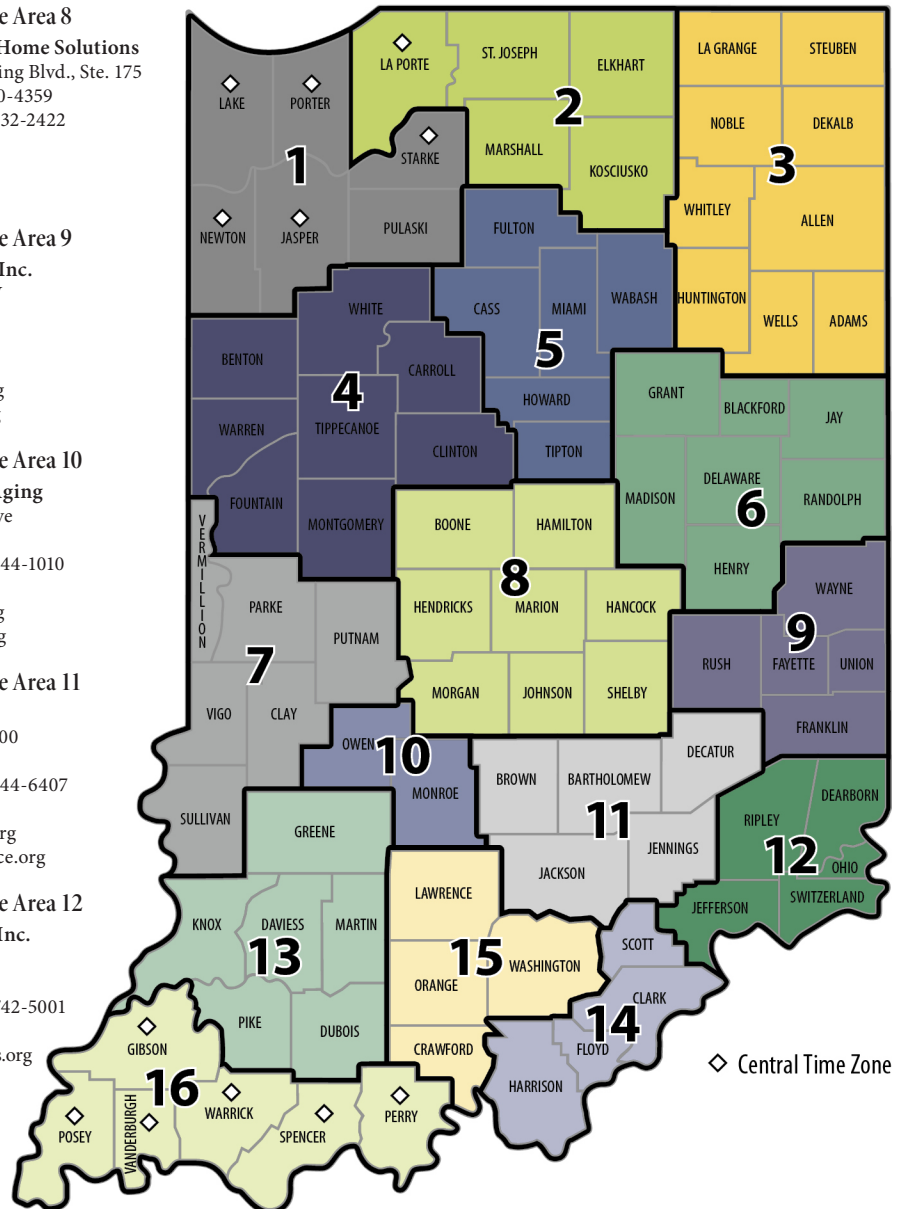 e Area 8
Home Solutions
ing Blvd., Ste. 175
0-4359
32-2422
e Area 9
Inc.
g
e Area 10
ging
ve
44-1010
g
g
e Area 11
00
44-6407
rg
ce.org
e Area 12
Inc.
742-5001
s.org
LA PORTE
ST. JOSEPH
ELKHART
LA GRANGE
STEUBEN
LAKE
PORTER
2
NOBLE
DEKALB
STARKE
MARSHALL
1
3
KOSCIUSKO
WHITLEY
ALLEN
NEWTON
JASPER
PULASKI
FULTON
WHITE
CASS
MIAMI
WABASH
HUNTINGTON
WELLS
ADAMS
5
BENTON
CARROLL
4
HOWARD
GRANT
BLACKFORD
JAY
WARREN
TIPPECANOE
CLINTON
TIPTON
DELAWARE
MADISON
6
RANDOLPH
FOUNTAIN
MONTGOMERY
BOONE
HAMILTON
VERMILLION
8
HENRY
WAYNE
PARKE
HENDRICKS
MARION
HANCOCK
PUTNAM
9
7
RUSH
FAYETTE
UNION
MORGAN
JOHNSON
SHELBY
VIGO
CLAY
FRANKLIN
OWEN
10
DECATUR
MONROE
BROWN
BARTHOLOMEW
DEARBORN
SULLIVAN
GREENE
11
RIPLEY
JENNINGS
12
OHIO
JACKSON
LAWRENCE
SWITZERLAND
JEFFERSON
KNOX
DAVIESS
MARTIN
SCOTT
13
15
WASHINGTON
ORANGE
CLARK
PIKE
DUBOIS
14
GIBSON
CRAWFORD
FLOYD
Central Time Zone
16
HARRISON
WARRICK
PERRY
POSEY
VANDERBURGH
SPENCER